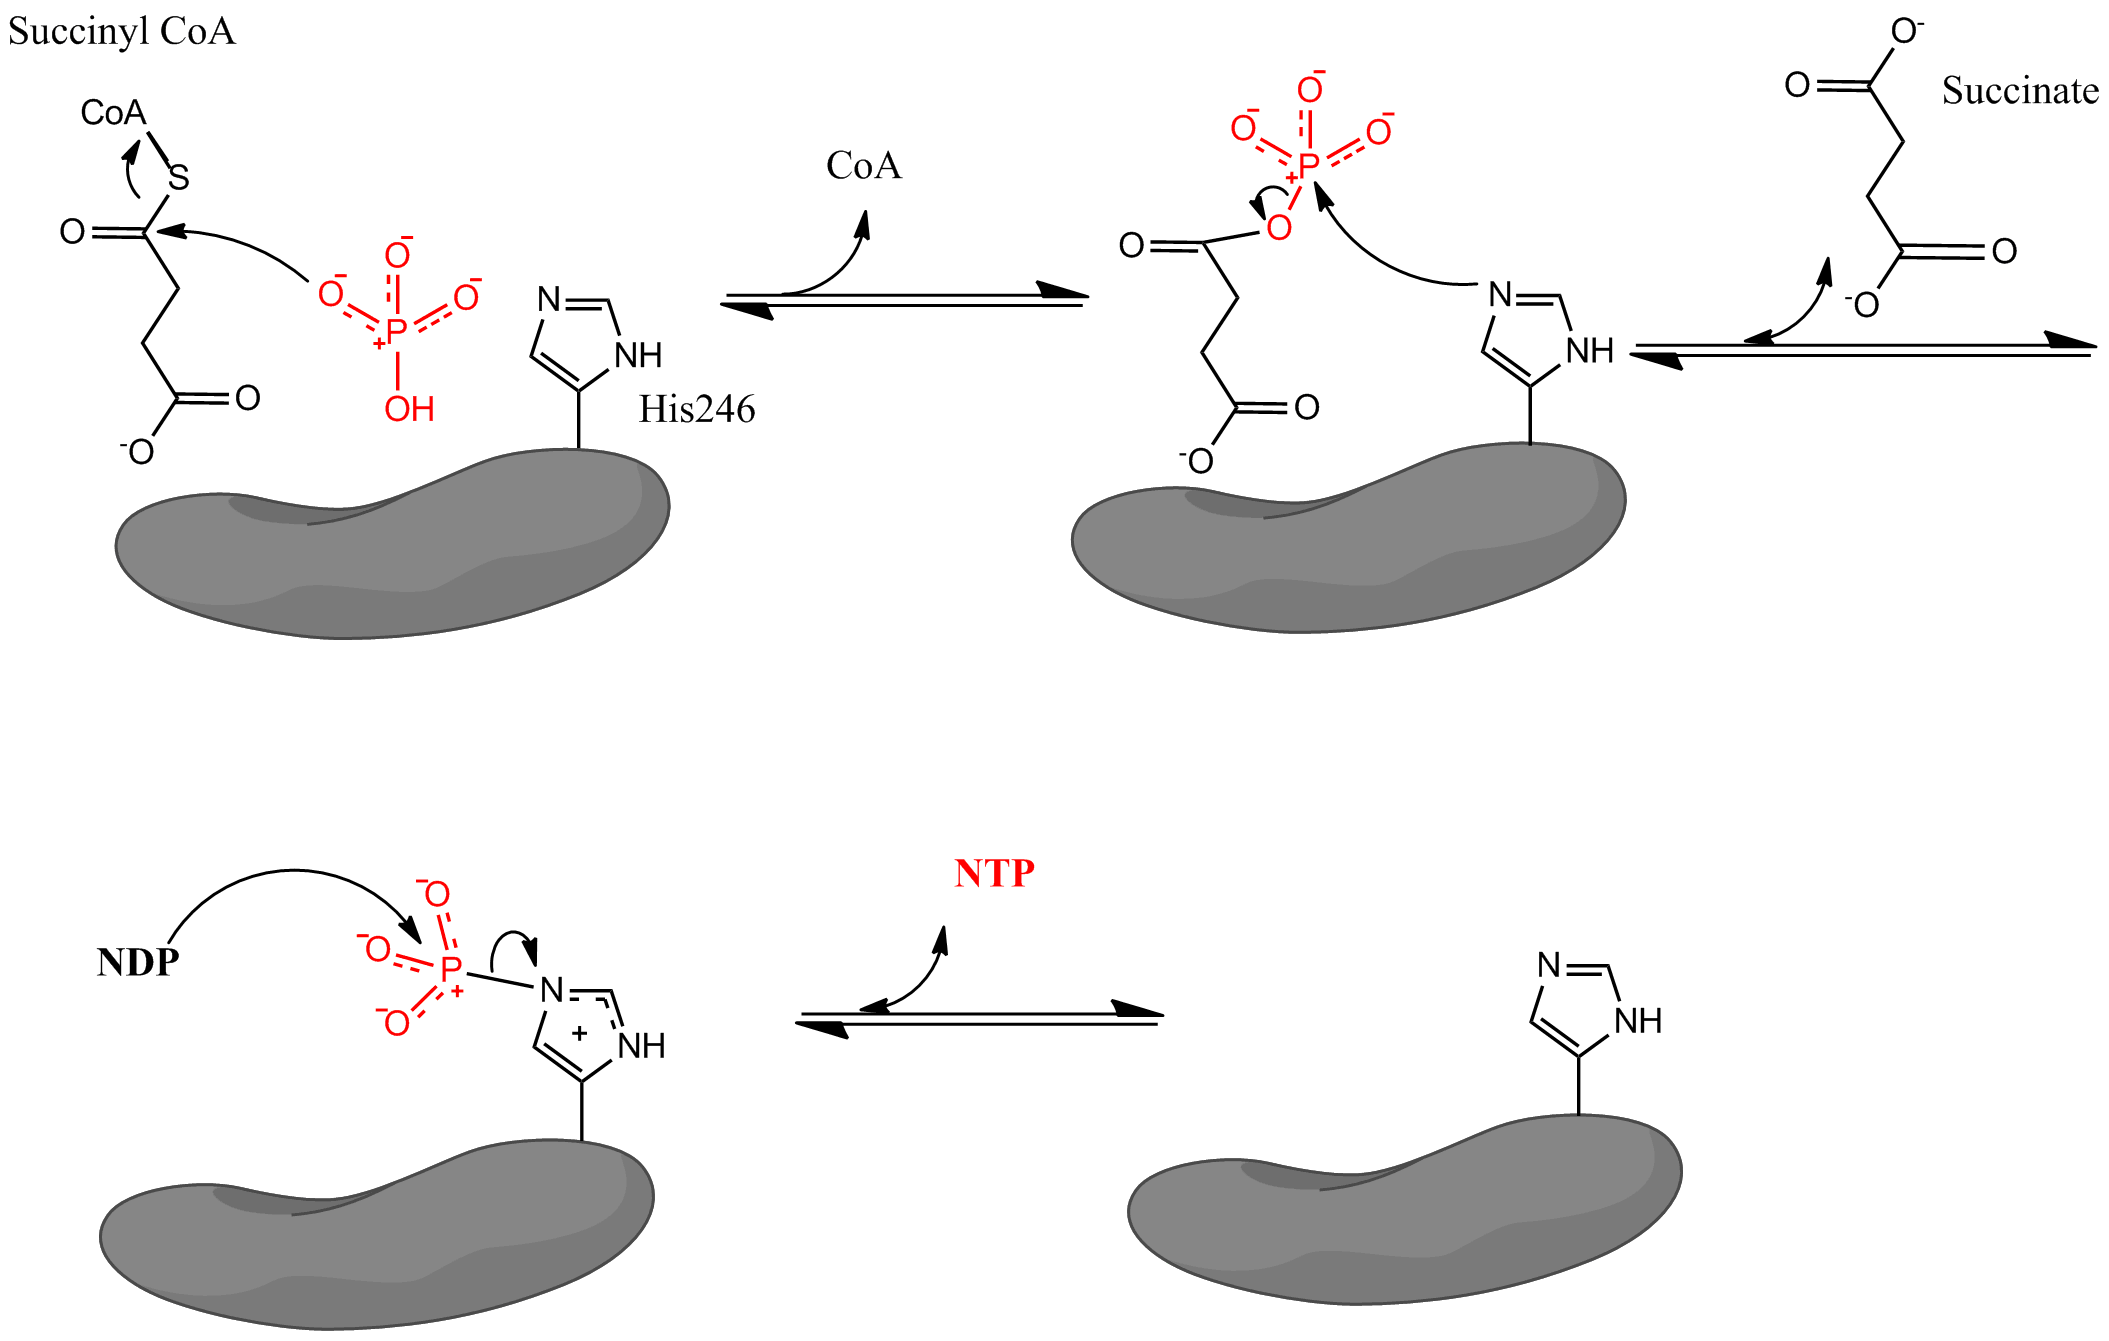 Succinyl CoA
CoA
S
O
O⁻
O⁻
O⁻
P
+
OH
O
⁻O
N
NH
His246
CoA
O⁻
O⁻
O⁻
P
+
O
O
O
⁻O
N
NH
O⁻
O
Succinate
O
⁻O
NDP
⁻O
⁻O
⁻O
P
+
N
+
NH
NTP
N
NH